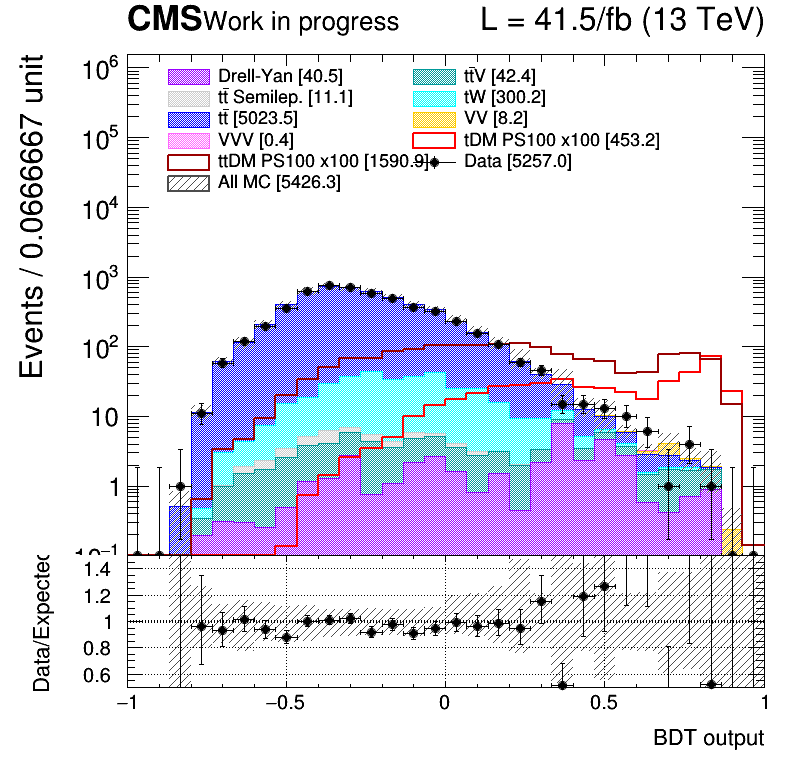 CMS Work in progress L = 41.5/fb (13 TeV)
Events / 0.0666667 unit
10⁶
10⁵
10⁴
10³
10²
10
1
10⁻¹
Drell-Yan [40.5] tt̄V [42.4]
tt̄ Semilep. [11.1] tW [300.2]
tt̄ [5023.5] VV [8.2]
VVV [0.4] tDM PS100 x100 [453.2]
ttDM PS100 x100 [1590.9] Data [5257.0]
All MC [5426.3]
Data/Expected
1.4
1.2
1
0.8
0.6
−1 −0.5 0 0.5 1
BDT output